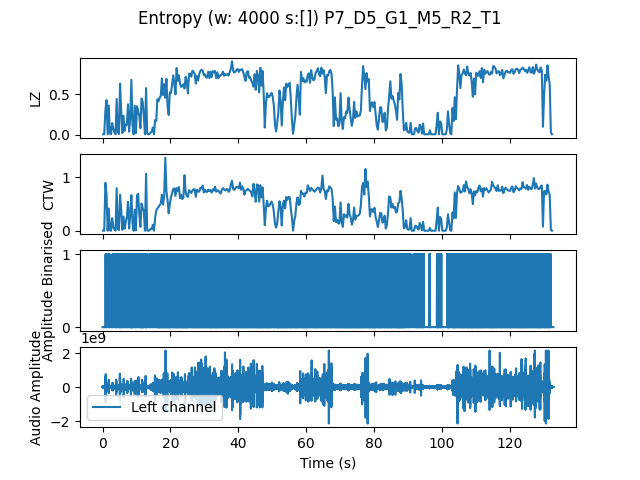 Entropy (w: 4000 s:[]) P7_D5_G1_M5_R2_T1
LZ
0.5
0.0
CTW
1
0
Amplitude Binarised
1
0
1e9
Audio Amplitude
2
0
−2
Left channel
0 20 40 60 80 100 120
Time (s)